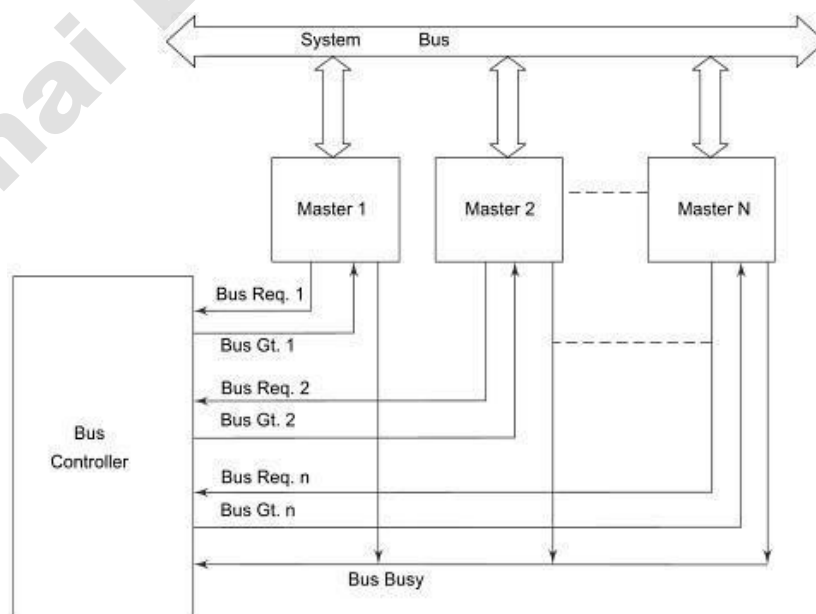 System Bus
Master 1
Master 2
Master N
Bus Req. 1
Bus Gt. 1
Bus Req. 2
Bus Gt. 2
Bus
Controller
Bus Req. n
Bus Gt. n
Bus Busy